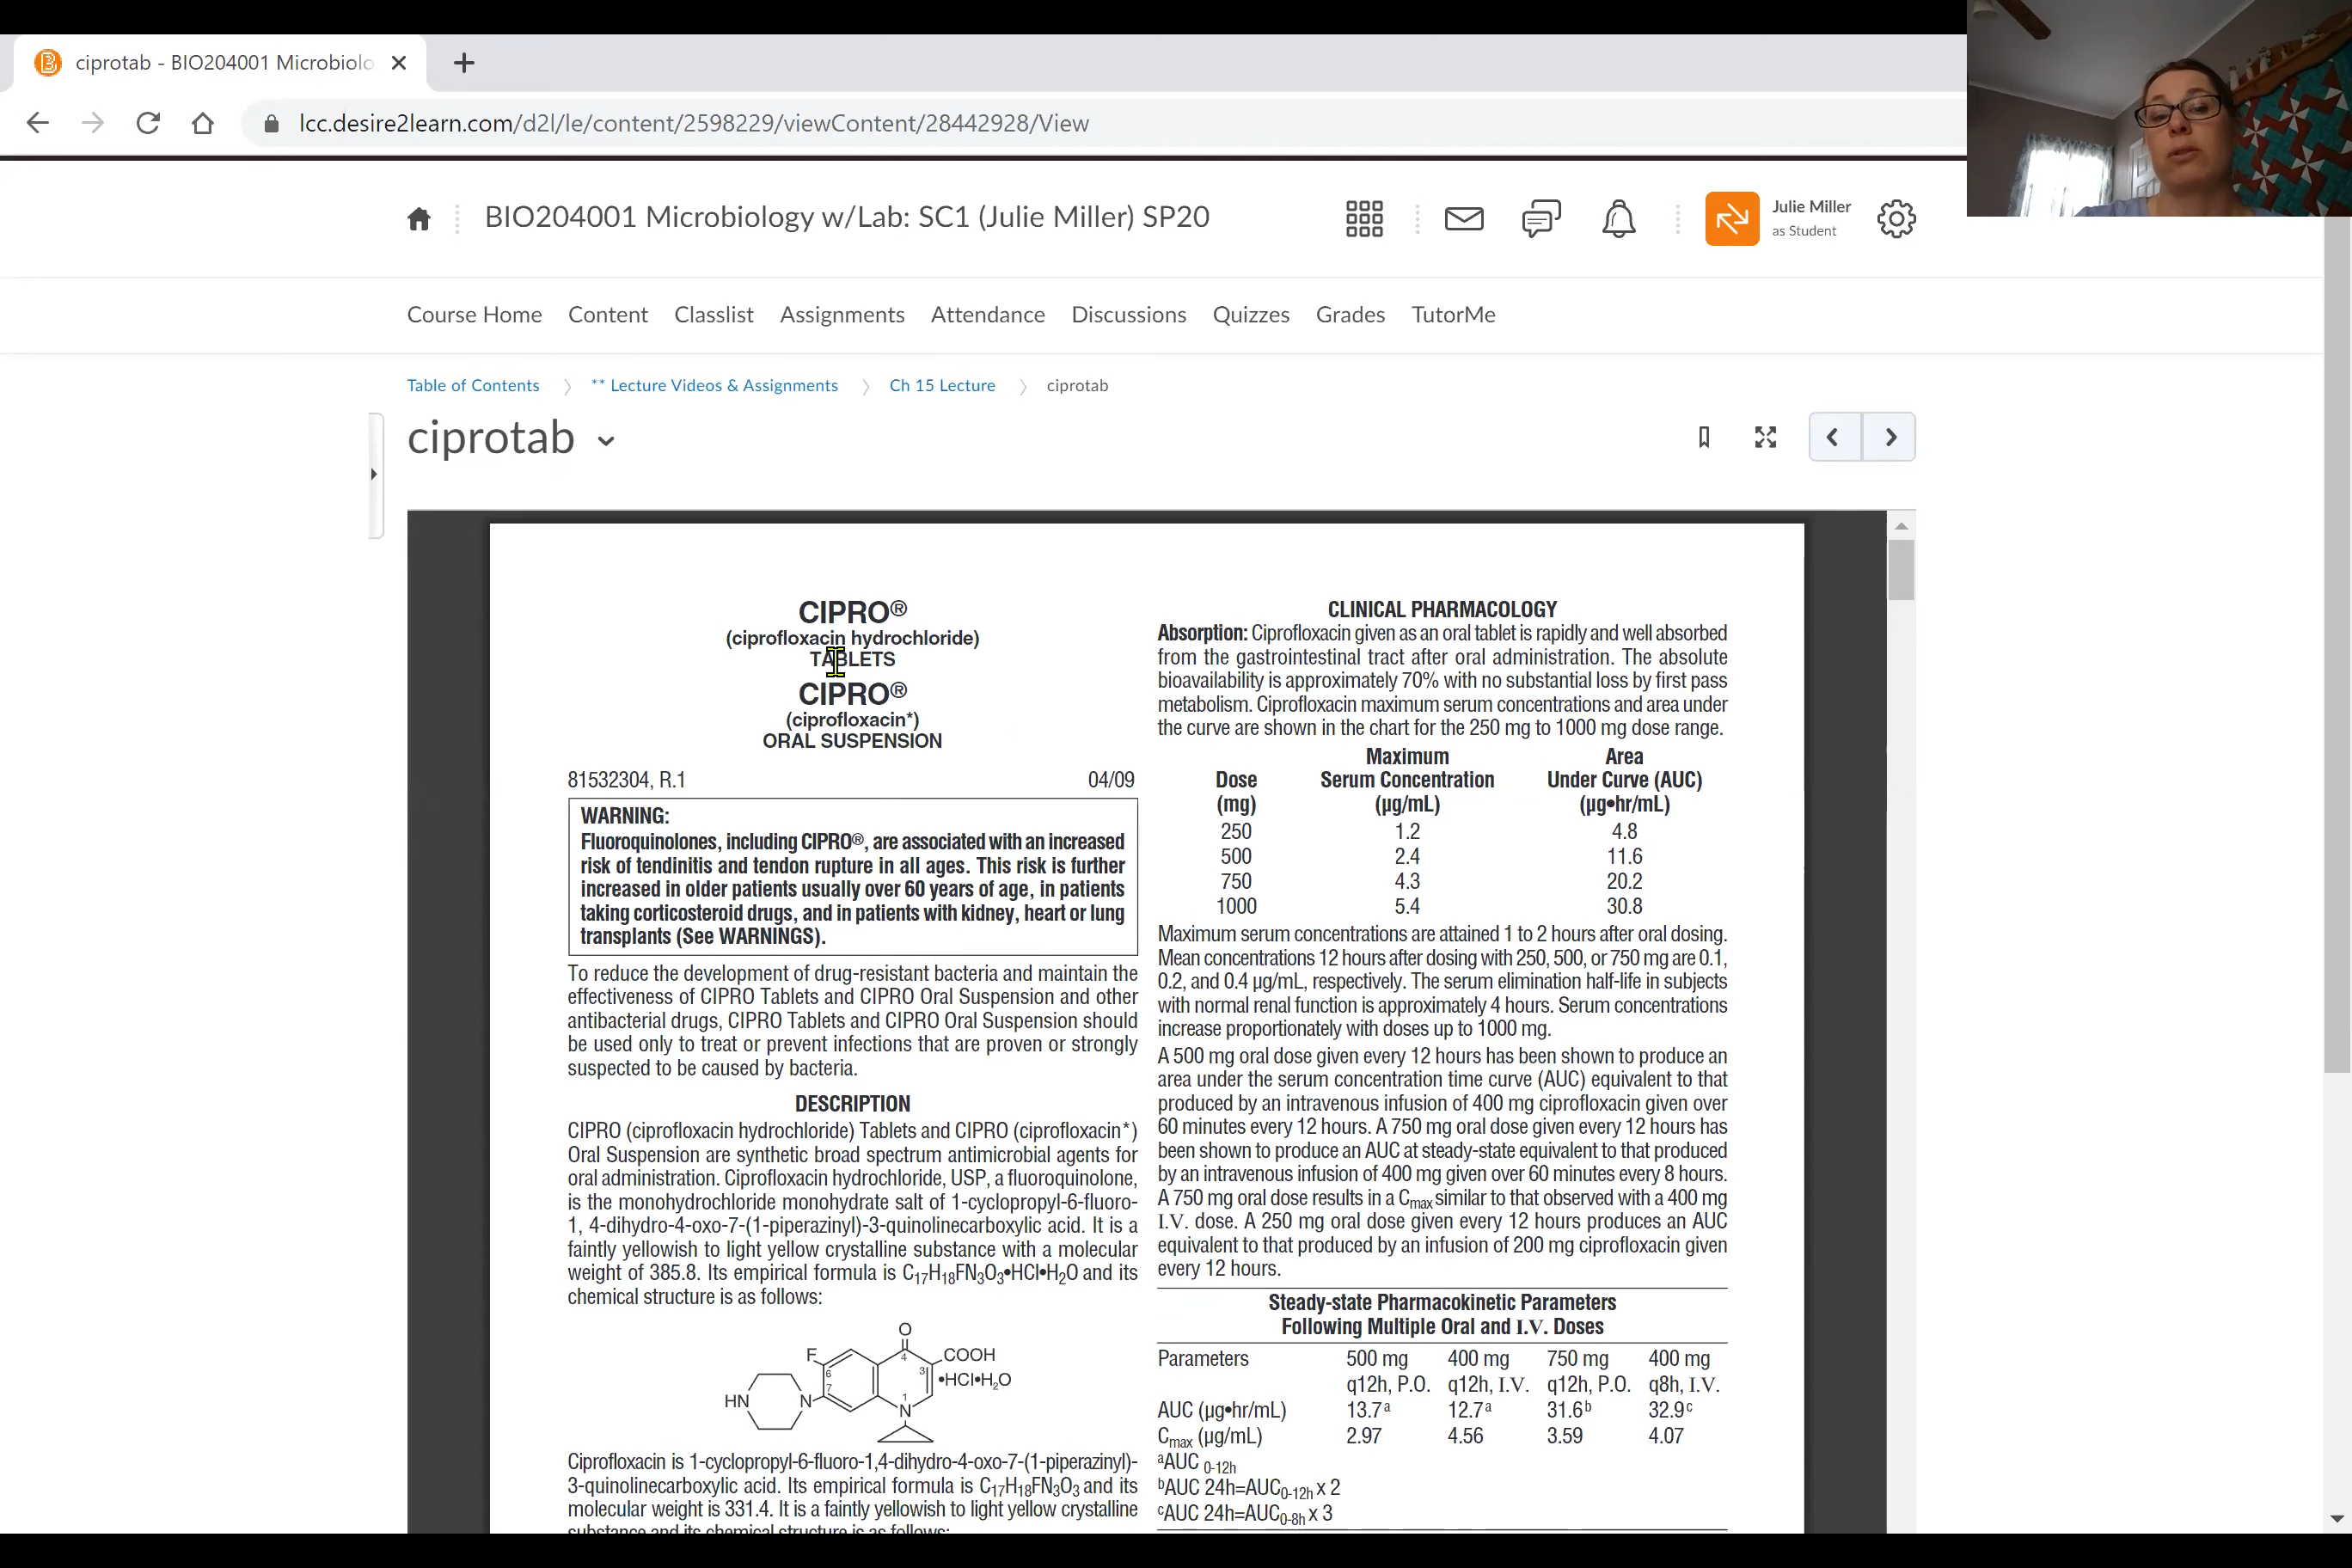 ciprotab - BIO204001 Microbiolo
lcc.desire2learn.com/d2l/le/content/2598229/viewContent/28442928/View
BIO204001 Microbiology w/Lab: SC1 (Julie Miller) SP20
Julie Miller
as Student
Course Home Content Classlist Assignments Attendance Discussions Quizzes Grades TutorMe
Table of Contents ** Lecture Videos & Assignments Ch 15 Lecture ciprotab
ciprotab
CIPRO®
(ciprofloxacin hydrochloride)
TABLETS
CIPRO®
(ciprofloxacin*)
ORAL SUSPENSION
81532304, R.1 04/09
WARNING:
Fluoroquinolones, including CIPRO®, are associated with an increased
risk of tendinitis and tendon rupture in all ages. This risk is further
increased in older patients usually over 60 years of age, in patients
taking corticosteroid drugs, and in patients with kidney, heart or lung
transplants (See WARNINGS).
To reduce the development of drug-resistant bacteria and maintain the
effectiveness of CIPRO Tablets and CIPRO Oral Suspension and other
antibacterial drugs, CIPRO Tablets and CIPRO Oral Suspension should
be used only to treat or prevent infections that are proven or strongly
suspected to be caused by bacteria.
DESCRIPTION
CIPRO (ciprofloxacin hydrochloride) Tablets and CIPRO (ciprofloxacin*)
Oral Suspension are synthetic broad spectrum antimicrobial agents for
oral administration. Ciprofloxacin hydrochloride, USP, a fluoroquinolone,
is the monohydrochloride monohydrate salt of 1-cyclopropyl-6-fluoro-
1, 4-dihydro-4-oxo-7-(1-piperazinyl)-3-quinolinecarboxylic acid. It is a
faintly yellowish to light yellow crystalline substance with a molecular
weight of 385.8. Its empirical formula is C₁₇H₁₈FN₃O₃•HCl•H₂O and its
chemical structure is as follows:
O
F 4 COOH
6 3 •HCl•H₂O
7 1
HN N N
Ciprofloxacin is 1-cyclopropyl-6-fluoro-1,4-dihydro-4-oxo-7-(1-piperazinyl)-
3-quinolinecarboxylic acid. Its empirical formula is C₁₇H₁₈FN₃O₃ and its
molecular weight is 331.4. It is a faintly yellowish to light yellow crystalline
substance and its chemical structure is as follows:
CLINICAL PHARMACOLOGY
Absorption: Ciprofloxacin given as an oral tablet is rapidly and well absorbed
from the gastrointestinal tract after oral administration. The absolute
bioavailability is approximately 70% with no substantial loss by first pass
metabolism. Ciprofloxacin maximum serum concentrations and area under
the curve are shown in the chart for the 250 mg to 1000 mg dose range.
Maximum Area
Dose Serum Concentration Under Curve (AUC)
(mg) (µg/mL) (µg•hr/mL)
250 1.2 4.8
500 2.4 11.6
750 4.3 20.2
1000 5.4 30.8
Maximum serum concentrations are attained 1 to 2 hours after oral dosing.
Mean concentrations 12 hours after dosing with 250, 500, or 750 mg are 0.1,
0.2, and 0.4 µg/mL, respectively. The serum elimination half-life in subjects
with normal renal function is approximately 4 hours. Serum concentrations
increase proportionately with doses up to 1000 mg.
A 500 mg oral dose given every 12 hours has been shown to produce an
area under the serum concentration time curve (AUC) equivalent to that
produced by an intravenous infusion of 400 mg ciprofloxacin given over
60 minutes every 12 hours. A 750 mg oral dose given every 12 hours has
been shown to produce an AUC at steady-state equivalent to that produced
by an intravenous infusion of 400 mg given over 60 minutes every 8 hours.
A 750 mg oral dose results in a Cmax similar to that observed with a 400 mg
I.V. dose. A 250 mg oral dose given every 12 hours produces an AUC
equivalent to that produced by an infusion of 200 mg ciprofloxacin given
every 12 hours.
Steady-state Pharmacokinetic Parameters
Following Multiple Oral and I.V. Doses
Parameters 500 mg 400 mg 750 mg 400 mg
q12h, P.O. q12h, I.V. q12h, P.O. q8h, I.V.
AUC (µg•hr/mL) 13.7ᵃ 12.7ᵃ 31.6ᵇ 32.9ᶜ
Cmax (µg/mL) 2.97 4.56 3.59 4.07
ᵃAUC 0-12h
ᵇAUC 24h=AUC0-12h x 2
ᶜAUC 24h=AUC0-8h x 3